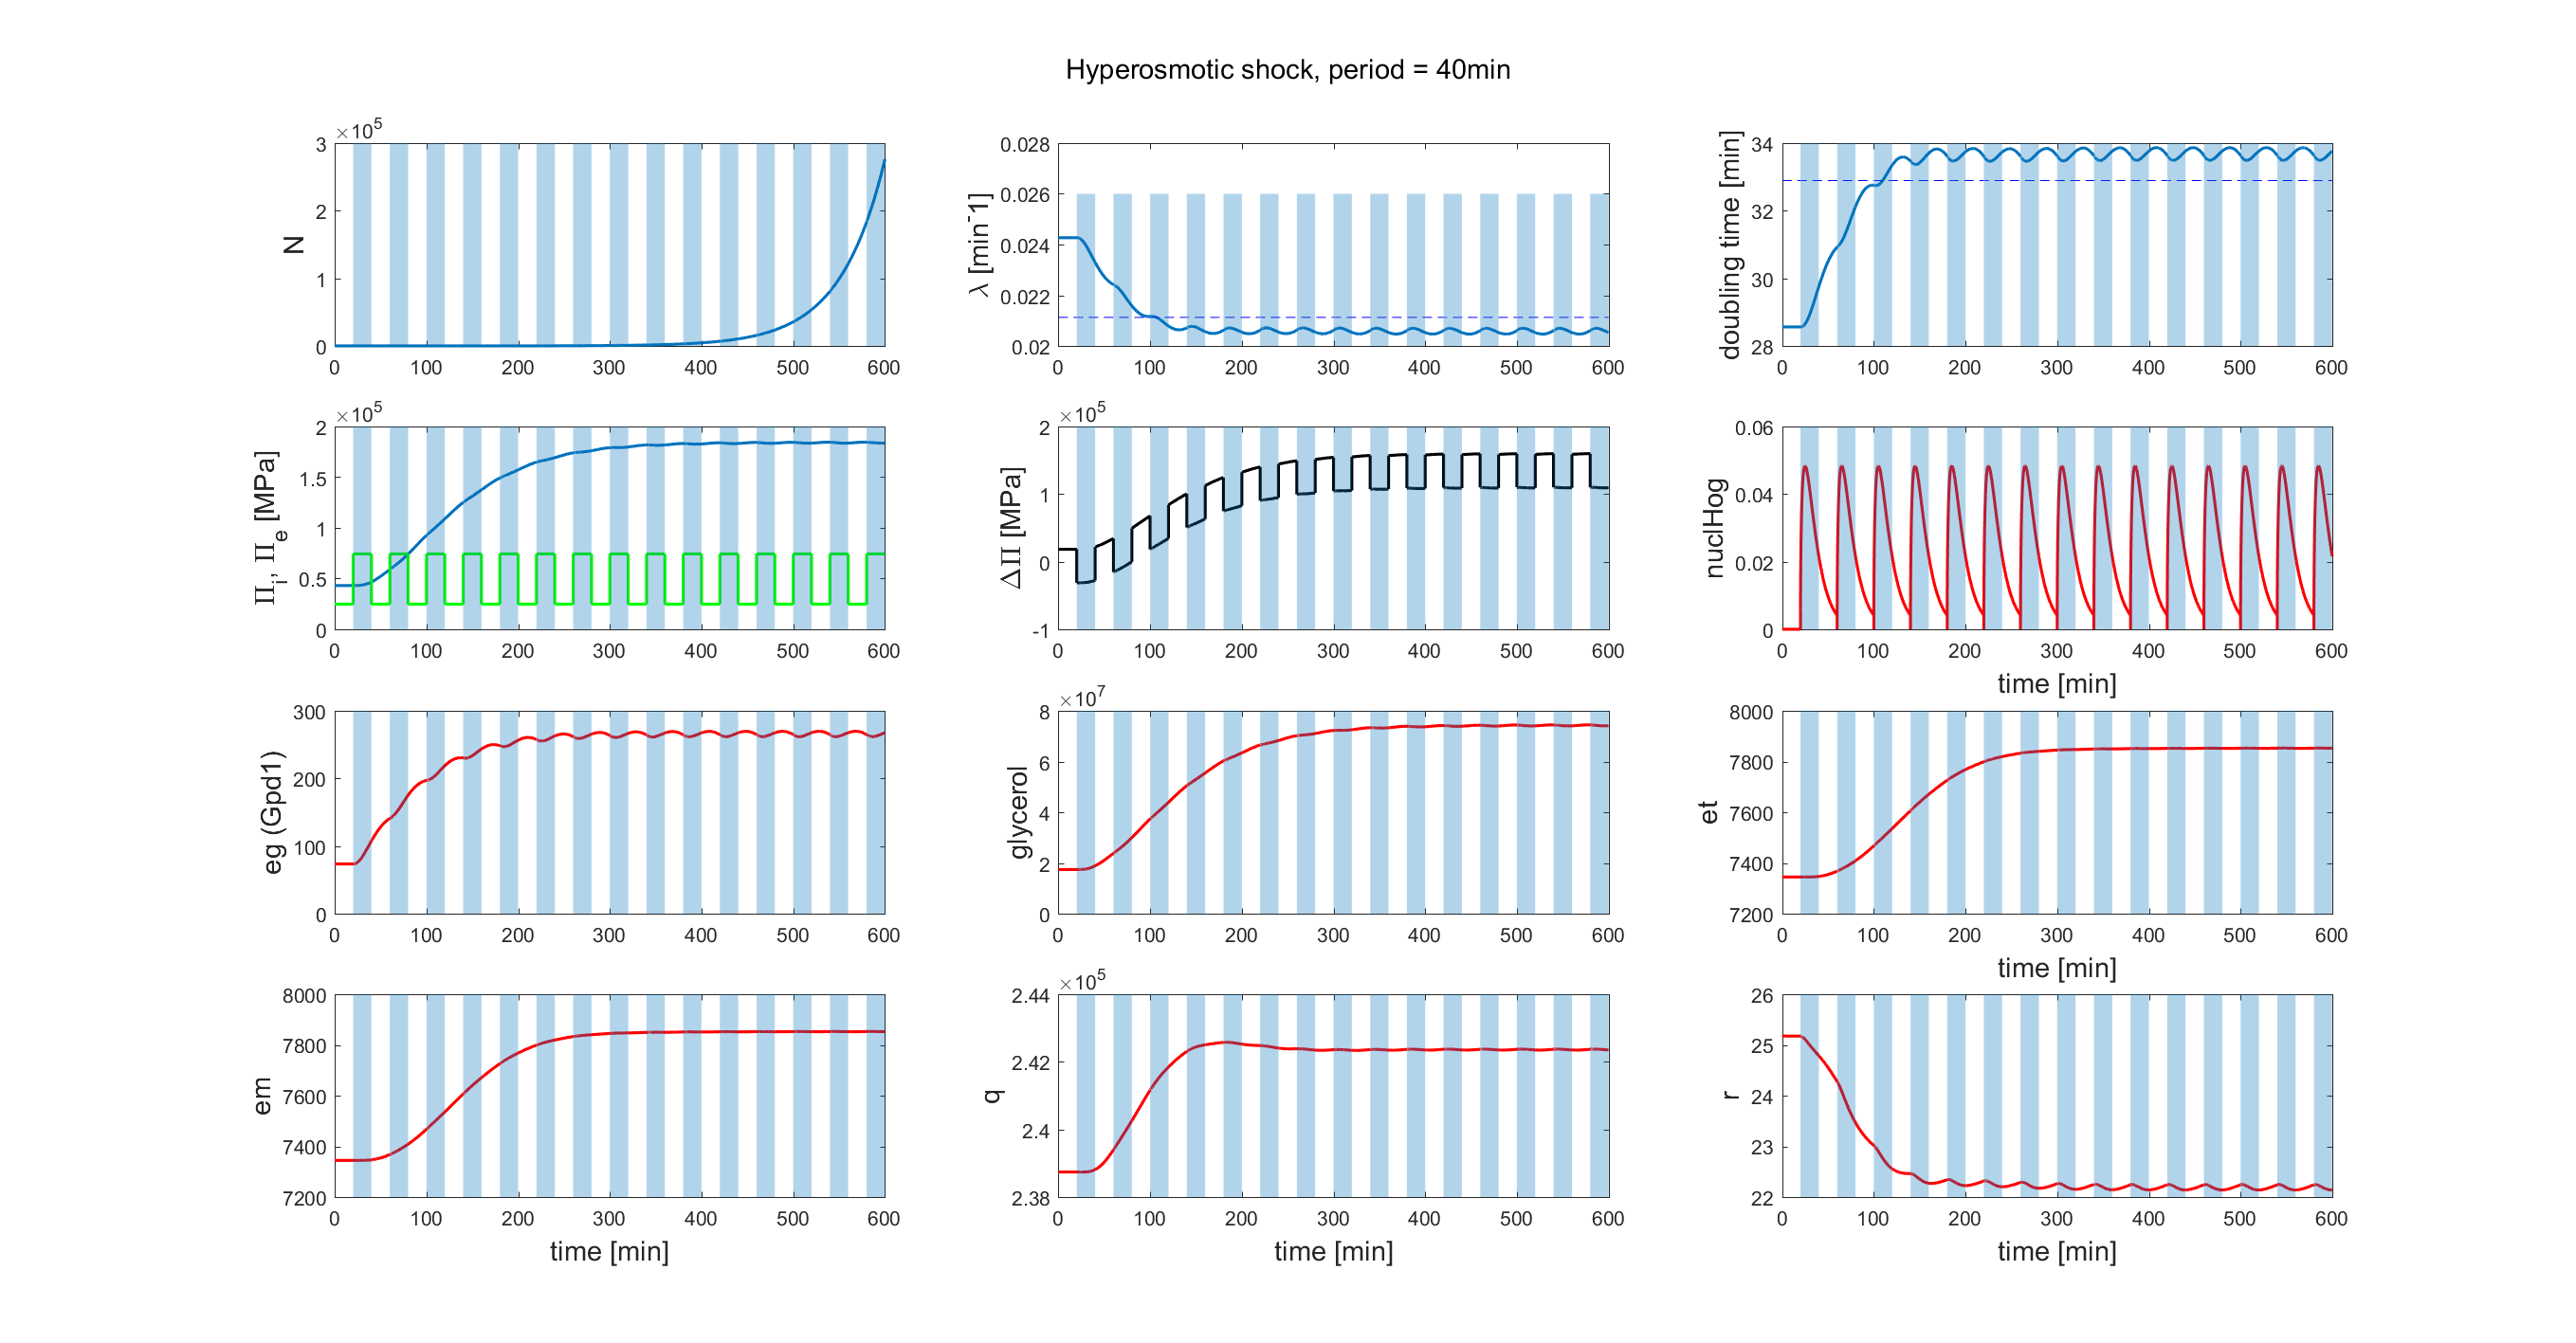 Hyperosmotic shock, period = 40min
×10^5
3
2
1
0
N
0 100 200 300 400 500 600
0.028
0.026
0.024
0.022
0.02
λ [min-1]
0 100 200 300 400 500 600
34
32
30
28
doubling time [min]
0 100 200 300 400 500 600
×10^5
2
1.5
1
0.5
0
Π_i, Π_e [MPa]
0 100 200 300 400 500 600
×10^5
2
1
0
-1
ΔΠ [MPa]
0 100 200 300 400 500 600
0.06
0.04
0.02
0
nuclHog
0 100 200 300 400 500 600
time [min]
300
200
100
0
eg (Gpd1)
0 100 200 300 400 500 600
×10^7
8
6
4
2
0
glycerol
0 100 200 300 400 500 600
8000
7800
7600
7400
7200
et
0 100 200 300 400 500 600
time [min]
8000
7800
7600
7400
7200
em
0 100 200 300 400 500 600
time [min]
×10^5
2.44
2.42
2.4
2.38
q
0 100 200 300 400 500 600
time [min]
26
25
24
23
22
r
0 100 200 300 400 500 600
time [min]